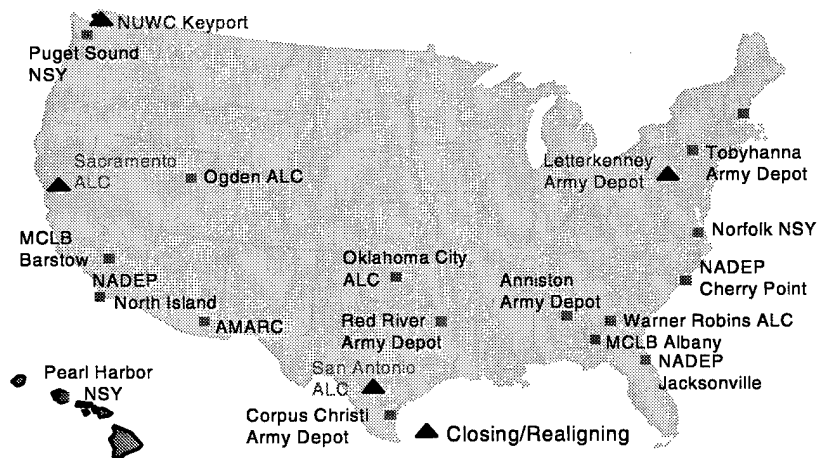 NUWC Keyport
Puget Sound
NSY
Sacramento
ALC
Ogden ALC
Letterkenney
Army Depot
Tobyhanna
Army Depot
Norfolk NSY
MCLB
Barstow
NADEP
North Island
AMARC
Oklahoma City
ALC
Red River
Army Depot
Anniston
Army Depot
NADEP
Cherry Point
Warner Robins ALC
MCLB Albany
NADEP
Jacksonville
San Antonio
ALC
Corpus Christi
Army Depot
Pearl Harbor
NSY
Closing/Realigning